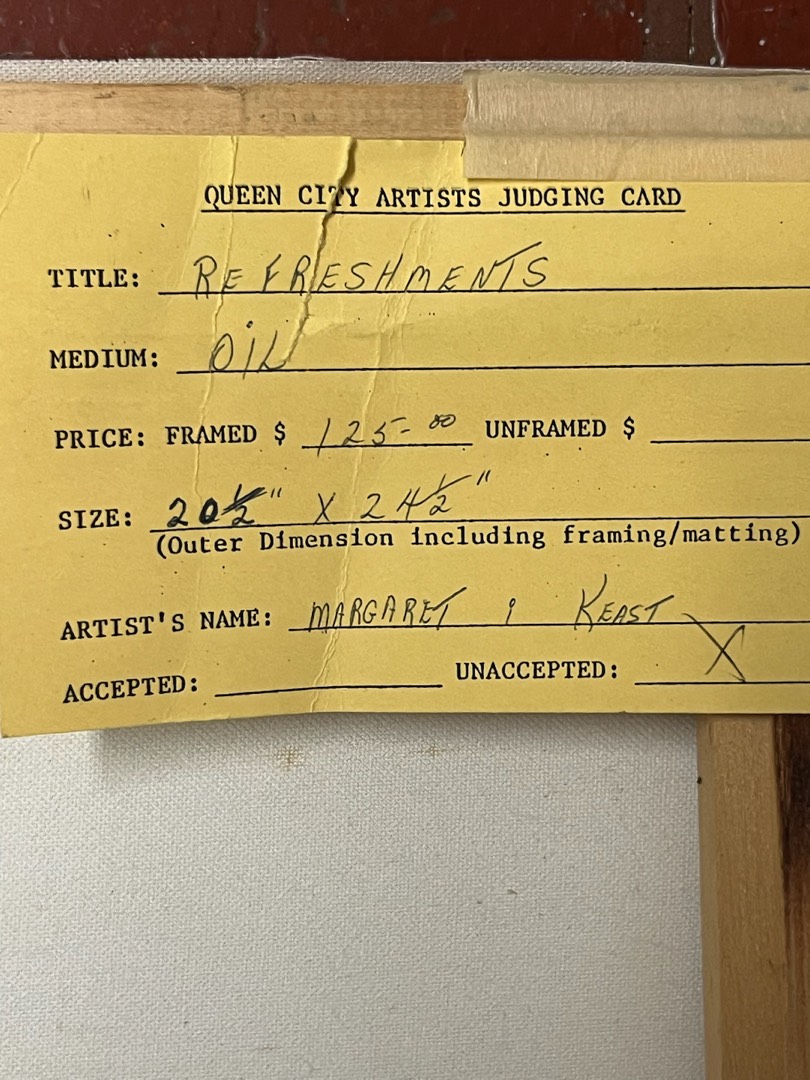 QUEEN CITY ARTISTS JUDGING CARD
TITLE: REFRESHMENTS
MEDIUM: OIL
PRICE: FRAMED $ 125-00 UNFRAMED $
SIZE: 20½" X 24½"
(Outer Dimension including framing/matting)
ARTIST'S NAME: MARGARET KEAST
ACCEPTED: UNACCEPTED: X